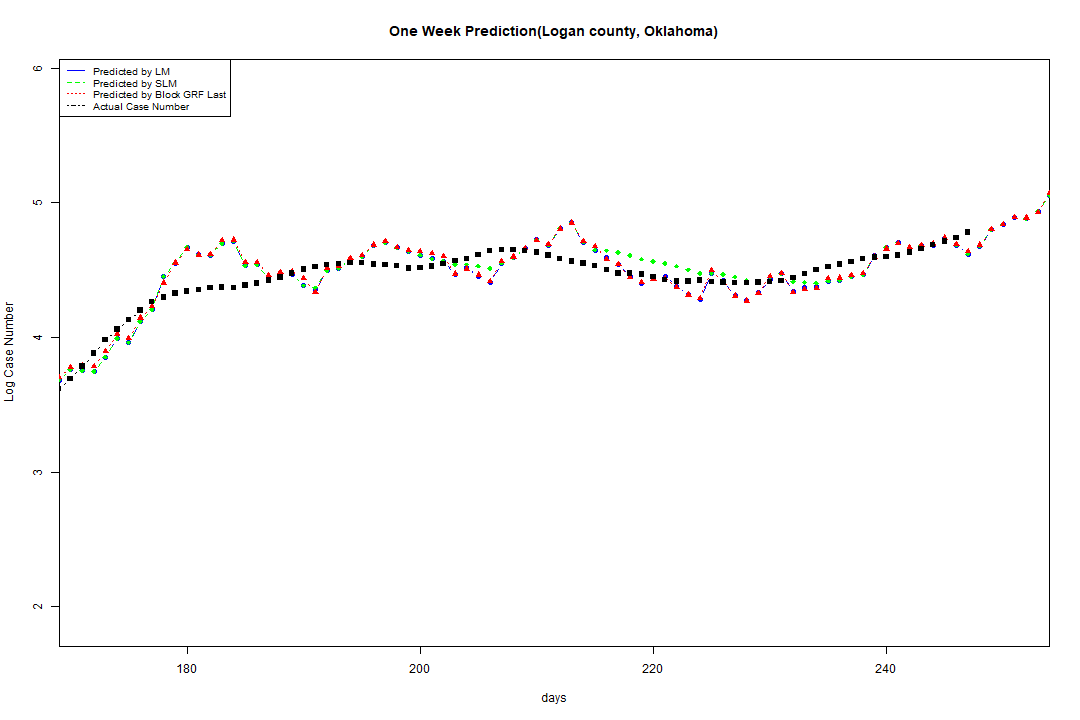 One Week Prediction(Logan county, Oklahoma)
6
Predicted by LM
Predicted by SLM
Predicted by Block GRF Last
Actual Case Number
5
4
3
2
Log Case Number
180
200
220
240
days